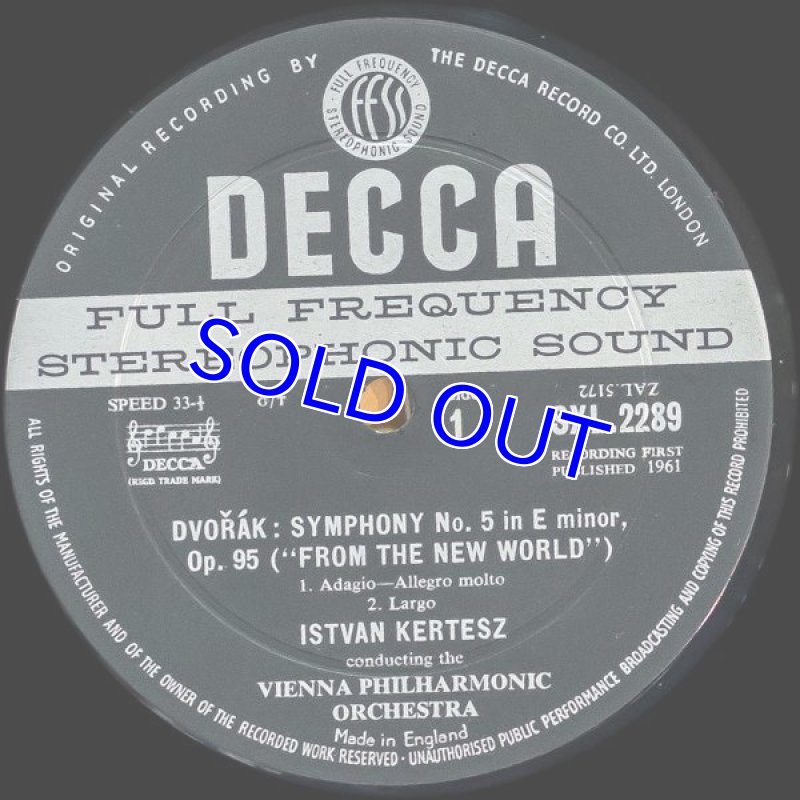 ORIGINAL RECORDING BY
THE DECCA RECORD CO. LTD. LONDON
FULL FREQUENCY
FFSS
STEREOPHONIC SOUND
DECCA
FULL FREQUENCY
STEREOPHONIC SOUND
SOLD OUT
SPEED 33-⅓
O/T
1
ZAL.5172
SXL.2289
RECORDING FIRST
PUBLISHED 1961
DECCA
(REGD. TRADE MARK)
DVOŘÁK: SYMPHONY No. 5 in E minor,
Op. 95 ("FROM THE NEW WORLD")
1. Adagio—Allegro molto
2. Largo
ISTVAN KERTESZ
conducting the
VIENNA PHILHARMONIC
ORCHESTRA
Made in England
ALL RIGHTS OF THE MANUFACTURER AND OF THE OWNER OF THE RECORDED WORK RESERVED · UNAUTHORISED PUBLIC PERFORMANCE BROADCASTING AND COPYING OF THIS RECORD PROHIBITED